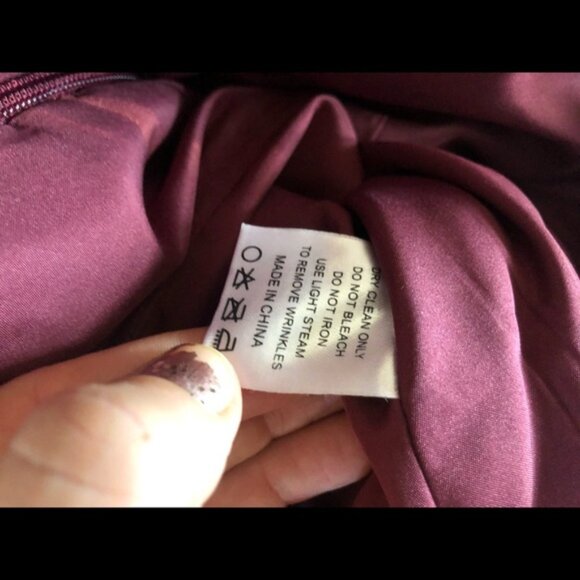 DRY CLEAN ONLY
DO NOT BLEACH
DO NOT IRON
USE LIGHT STEAM
TO REMOVE WRINKLES
MADE IN CHINA